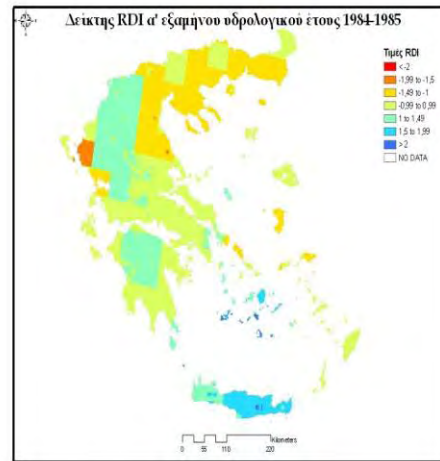 Δείκτης RDI α' εξαμήνου υδρολογικού έτους 1984-1985
Τιμές RDI
<-2
-1,99 to -1,5
-1,49 to -1
-0,99 to 0,99
1 to 1,49
1,5 to 1,99
> 2
NO DATA
Kilometers
0 55 110 220